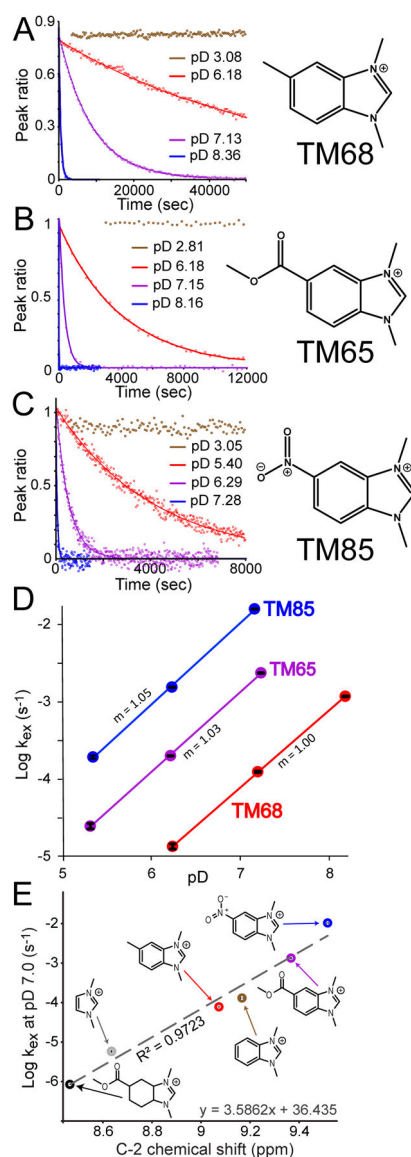 A
0.9
0.6
0.3
0
Peak ratio
pD 3.08
pD 6.18
pD 7.13
pD 8.36
0
20000
40000
Time (sec)
N
⊕
N
TM68
B
1
0.5
0
Peak ratio
pD 2.81
pD 6.18
pD 7.15
pD 8.16
0
4000
8000
12000
Time (sec)
O
O
N
⊕
N
TM65
C
1
0.5
0
Peak ratio
pD 3.05
pD 5.40
pD 6.29
pD 7.28
0
4000
8000
Time (sec)
O
⊖O
N
⊕
N
⊕
N
TM85
D
-2
-3
-4
-5
Log kex (s-1)
TM85
TM65
TM68
m = 1.05
m = 1.03
m = 1.00
5
6
7
8
pD
E
-1
-2
-3
-4
-5
-6
Log kex at pD 7.0 (s-1)
R² = 0.9723
y = 3.5862x + 36.435
8.6
8.8
9
9.2
9.4
C-2 chemical shift (ppm)